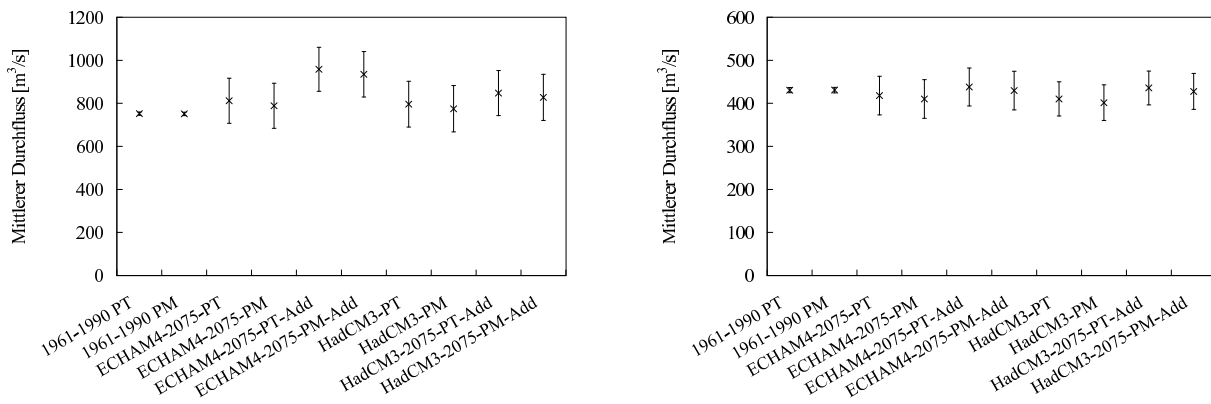 Mittlerer Durchfluss [m³/s]
1200
1000
800
600
400
200
0
1961-1990 PT
1961-1990 PM
ECHAM4-2075-PT
ECHAM4-2075-PM
ECHAM4-2075-PT-Add
ECHAM4-2075-PM-Add
HadCM3-PT
HadCM3-PM
HadCM3-2075-PT-Add
HadCM3-2075-PM-Add
Mittlerer Durchfluss [m³/s]
600
500
400
300
200
100
0
1961-1990 PT
1961-1990 PM
ECHAM4-2075-PT
ECHAM4-2075-PM
ECHAM4-2075-PT-Add
ECHAM4-2075-PM-Add
HadCM3-PT
HadCM3-PM
HadCM3-2075-PT-Add
HadCM3-2075-PM-Add